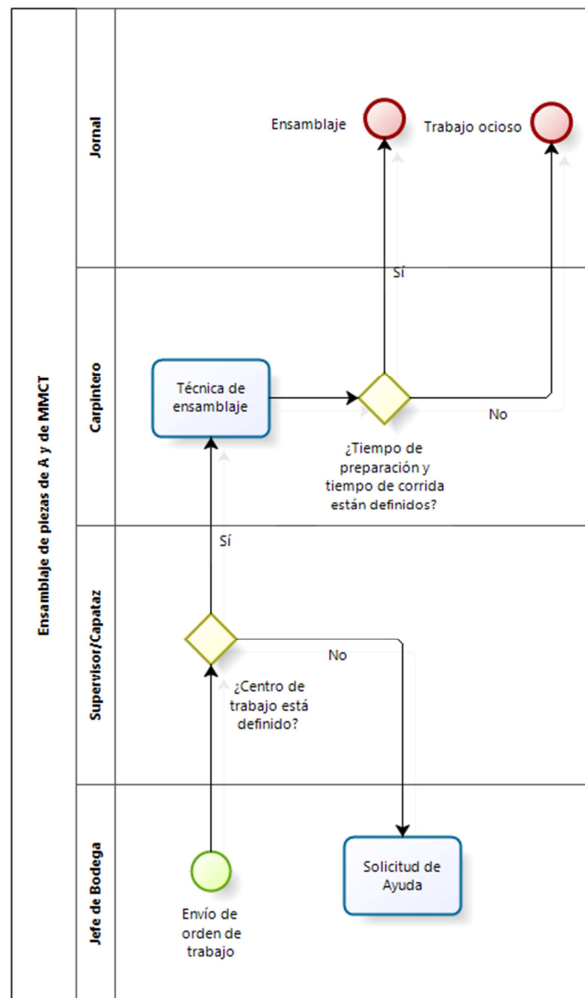 Ensamblaje de piezas de A y de MMCT
Jornal
Ensamblaje
Trabajo ocioso
Sí
Carpintero
Técnica de
ensamblaje
No
¿Tiempo de
preparación y
tiempo de corrida
están definidos?
Supervisor/Capataz
Sí
No
¿Centro de
trabajo está
definido?
Jefe de Bodega
Envío de
orden de
trabajo
Solicitud de
Ayuda